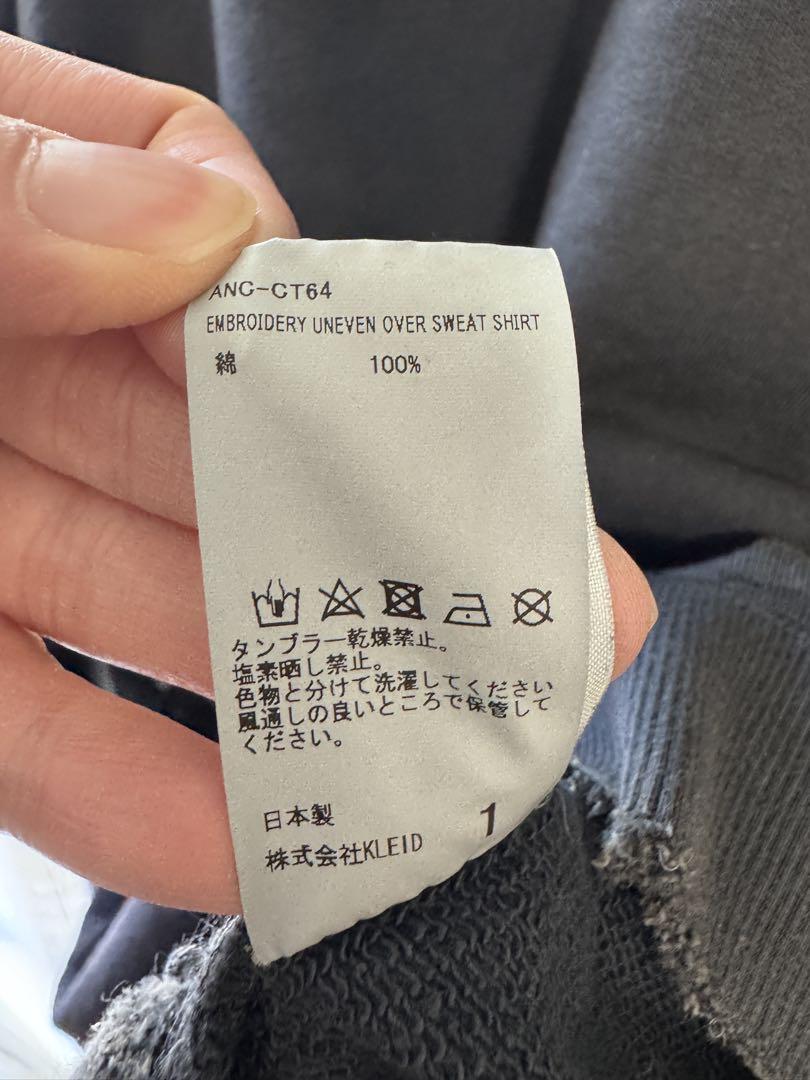 ANC-CT64
EMBROIDERY UNEVEN OVER SWEAT SHIRT
綿 100%
タンブラー乾燥禁止。
塩素晒し禁止。
色物と分けて洗濯してください
風通しの良いところで保管して
ください。
日本製 1
株式会社KLEID